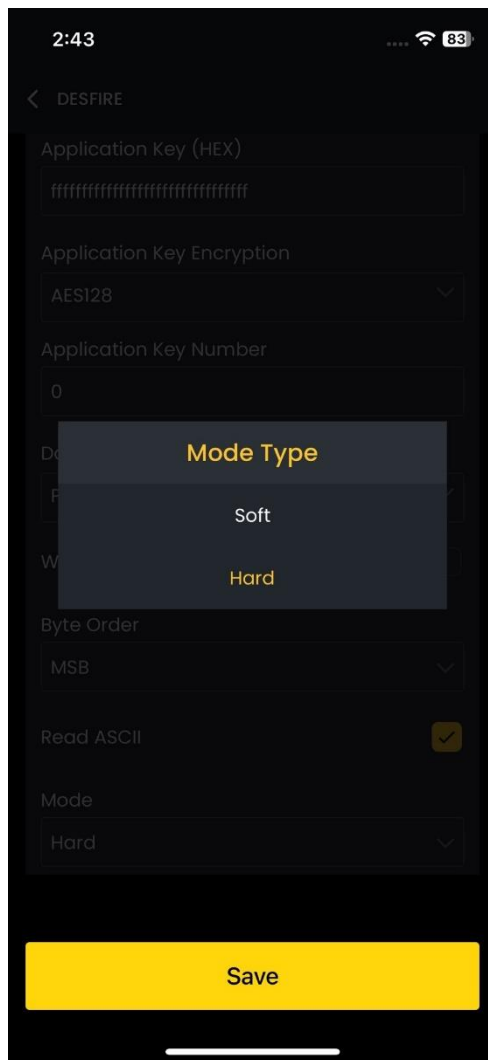 2:43
83
DESFIRE
Application Key (HEX)
ffffffffffffffffffffffffffffffff
Application Key Encryption
AES128
Application Key Number
0
Mode Type
Soft
Hard
Byte Order
MSB
Read ASCII
Mode
Hard
Save